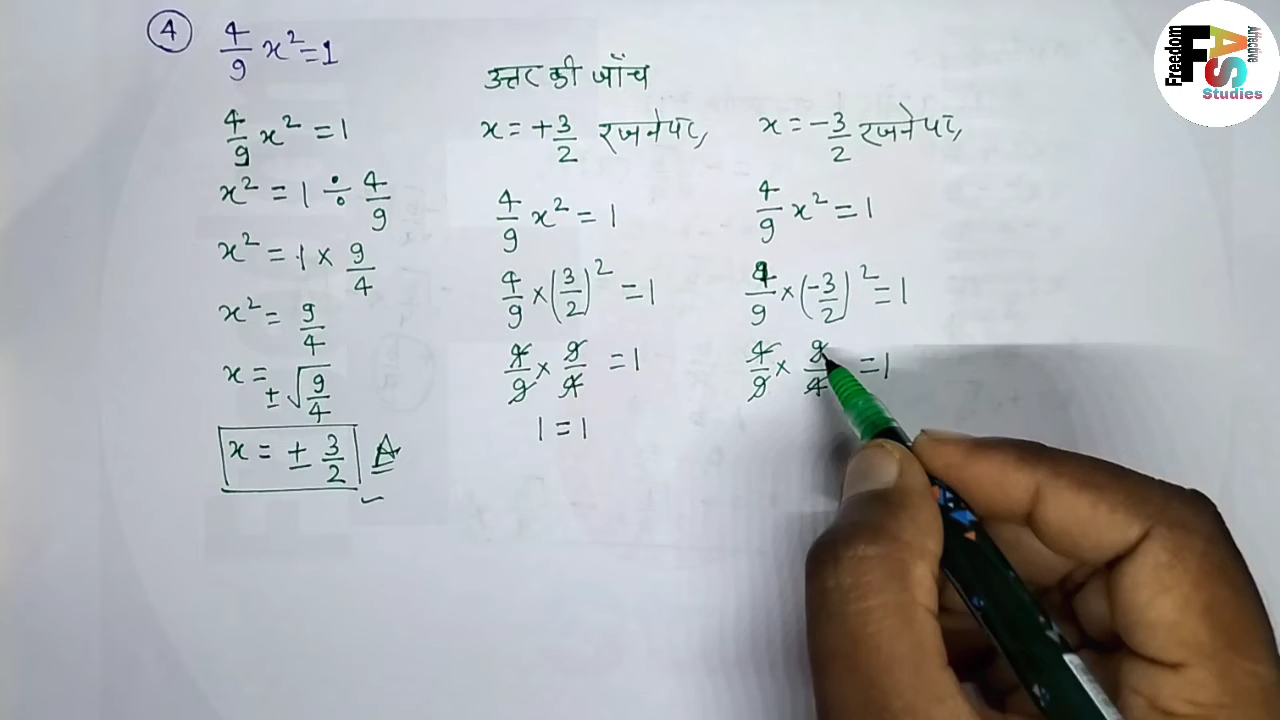 ④ 4/9 x² = 1
4/9 x² = 1
x² = 1 ÷ 4/9
x² = 1 × 9/4
x² = 9/4
x = ± √9/4
x = ± 3/2 A
उत्तर की जाँच
x = + 3/2 रखने पर,
4/9 x² = 1
4/9 × (3/2)² = 1
4/9 × 9/4 = 1
1 = 1
x = - 3/2 रखने पर,
4/9 x² = 1
4/9 × (-3/2)² = 1
4/9 × 9/4 = 1
Freedom
FAS
Affective
Studies